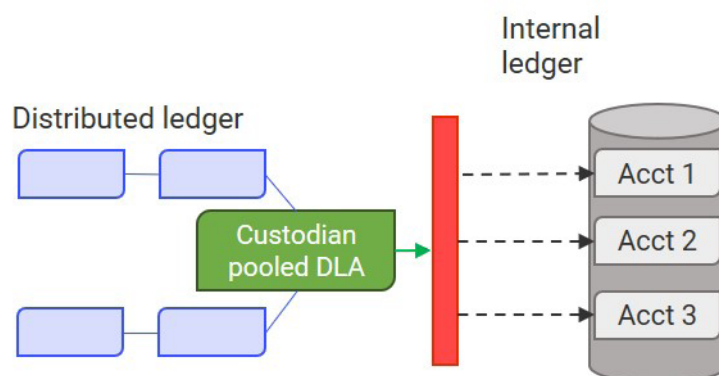 Internal
ledger
Distributed ledger
Custodian
pooled DLA
Acct 1
Acct 2
Acct 3